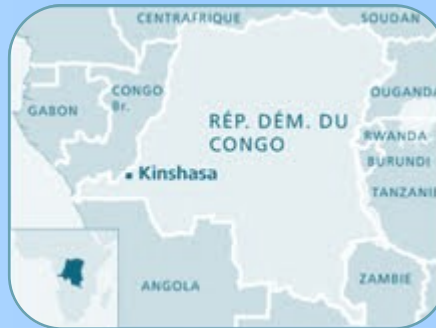 CENTRAFRIQUE
SOUDAN
CONGO
Br.
OUGANDA
GABON
RÉP. DÉM. DU
CONGO
RWANDA
BURUNDI
Kinshasa
TANZANIE
ANGOLA
ZAMBIE